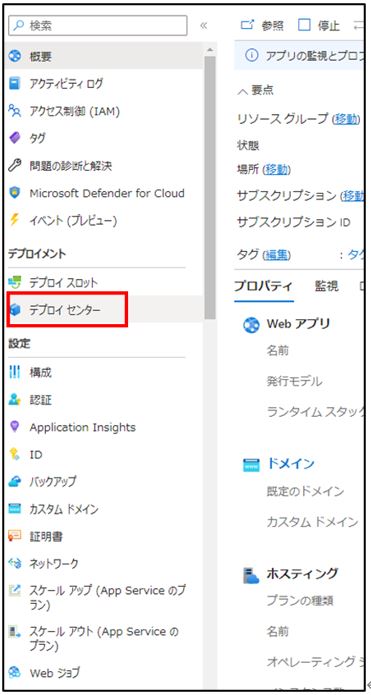 検索
«
概要
アクティビティ ログ
アクセス制御 (IAM)
タグ
問題の診断と解決
Microsoft Defender for Cloud
イベント (プレビュー)
デプロイメント
デプロイ スロット
デプロイ センター
設定
構成
認証
Application Insights
ID
バックアップ
カスタム ドメイン
証明書
ネットワーク
スケール アップ (App Service のプ
ラン)
スケール アウト (App Service の
プラン)
Web ジョブ
参照 停止
アプリの監視とプロ
要点
リソース グループ (移動)
状態
場所 (移動)
サブスクリプション (移動
サブスクリプション ID
タグ (編集) : タ
プロパティ 監視
Web アプリ
名前
発行モデル
ランタイム スタック
ドメイン
既定のドメイン
カスタム ドメイン
ホスティング
プランの種類
名前
オペレーティング シ